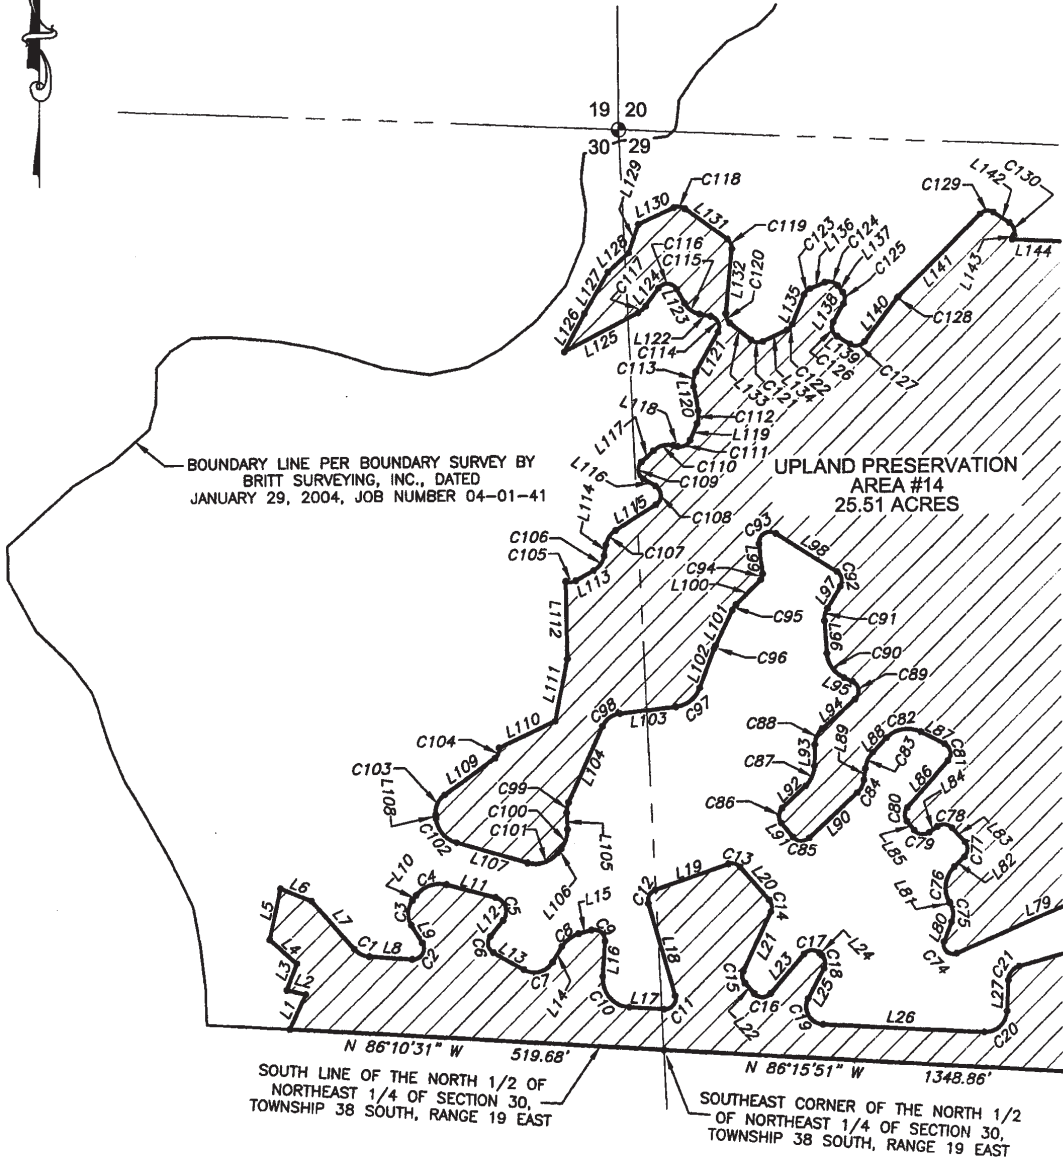 19 20
30 29
L129
L130
C118
L131
C119
C116
C115
L128
C117
L124
L127
L126
L125
L123
L122
C114
L121
C113
L132
C120
L135
C123
L136
C124
L137
C125
L138
L140
L141
C128
C129
L142
C130
L143
L144
L133
C121
L134
C122
C126
L139
C127
L120
C112
L119
C111
L118
L117
C110
C109
L116
C108
L115
L114
C107
C106
C105
L113
L112
L111
L110
BOUNDARY LINE PER BOUNDARY SURVEY BY
BRITT SURVEYING, INC., DATED
JANUARY 29, 2004, JOB NUMBER 04-01-41
UPLAND PRESERVATION
AREA #14
25.51 ACRES
C93
L98
L99
C94
L100
C92
L97
C95
L101
C91
L96
C96
L102
C90
C89
L95
L94
C97
L103
C98
C88
L89
L93
L88
C82
L87
C83
C81
C87
L92
L86
L84
C84
C104
L109
C103
L108
L104
C99
C100
C101
C86
L91
C85
L90
C80
C79
C78
L83
L85
C77
L82
C102
L107
L106
L105
L10
C4
L11
L15
C5
L12
C3
L9
C2
L8
C1
L7
L6
L5
L4
L3
L2
L1
C6
L13
C7
L14
C8
C9
L16
C10
L17
C11
L18
C12
L19
C13
L20
C14
L21
C15
C16
L22
L23
C17
L24
C18
L25
C19
L26
C20
L27
C21
L81
C76
C75
L80
C74
L79
N 86°10'31" W 519.68'
N 86°15'51" W 1348.86'
SOUTH LINE OF THE NORTH 1/2 OF
NORTHEAST 1/4 OF SECTION 30,
TOWNSHIP 38 SOUTH, RANGE 19 EAST
SOUTHEAST CORNER OF THE NORTH 1/2
OF NORTHEAST 1/4 OF SECTION 30,
TOWNSHIP 38 SOUTH, RANGE 19 EAST